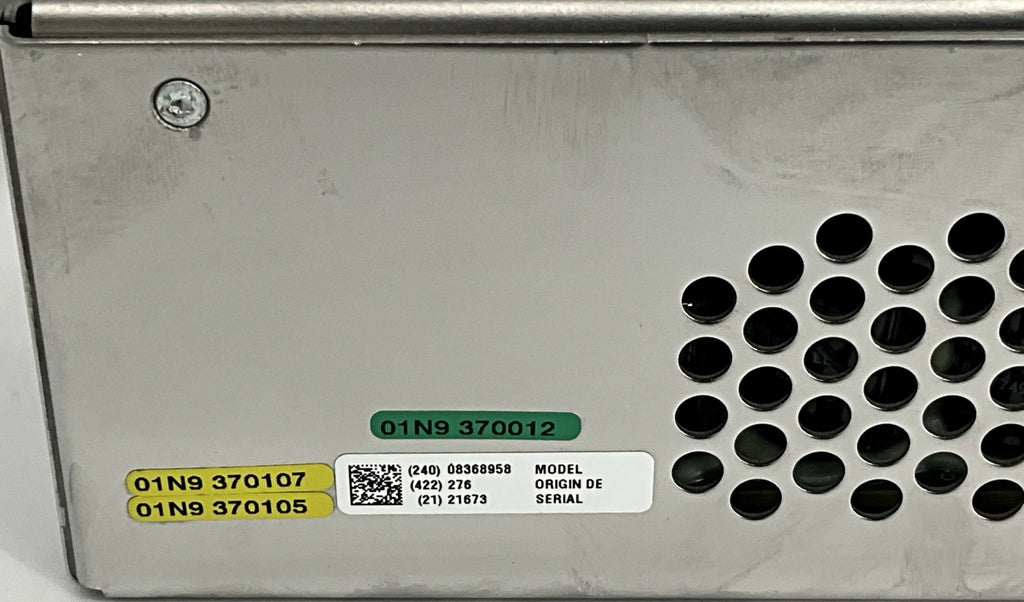 01N9 370012
01N9 370107
01N9 370105
(240) 08368958 MODEL
(422) 276 ORIGIN DE
(21) 21673 SERIAL